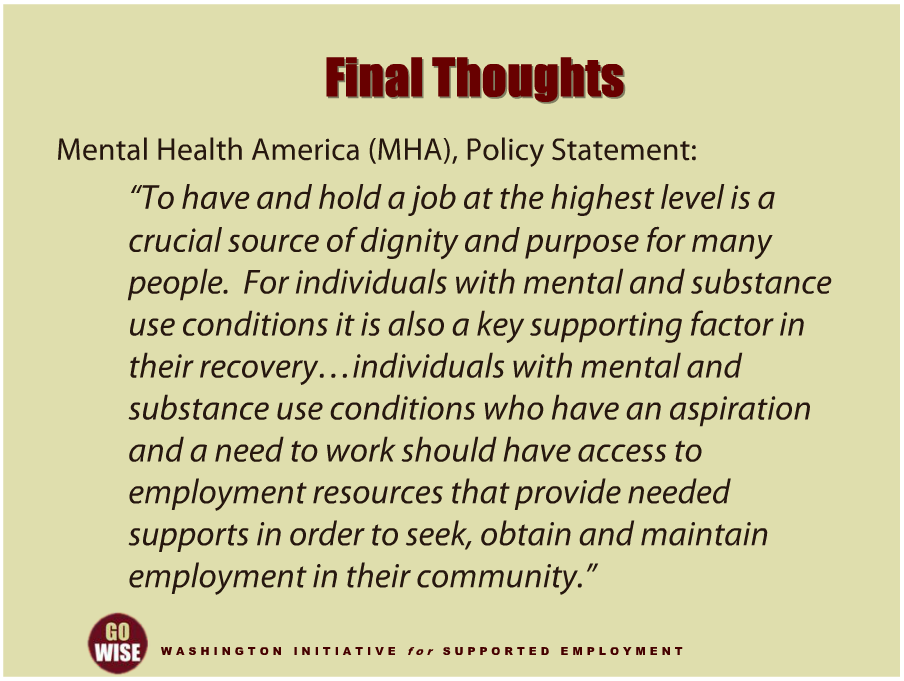 Final Thoughts
Mental Health America (MHA), Policy Statement:
“To have and hold a job at the highest level is a
crucial source of dignity and purpose for many
people.  For individuals with mental and substance
use conditions it is also a key supporting factor in
their recovery…individuals with mental and
substance use conditions who have an aspiration
and a need to work should have access to
employment resources that provide needed
supports in order to seek, obtain and maintain
employment in their community.”
GO
WISE
WASHINGTON INITIATIVE for SUPPORTED EMPLOYMENT